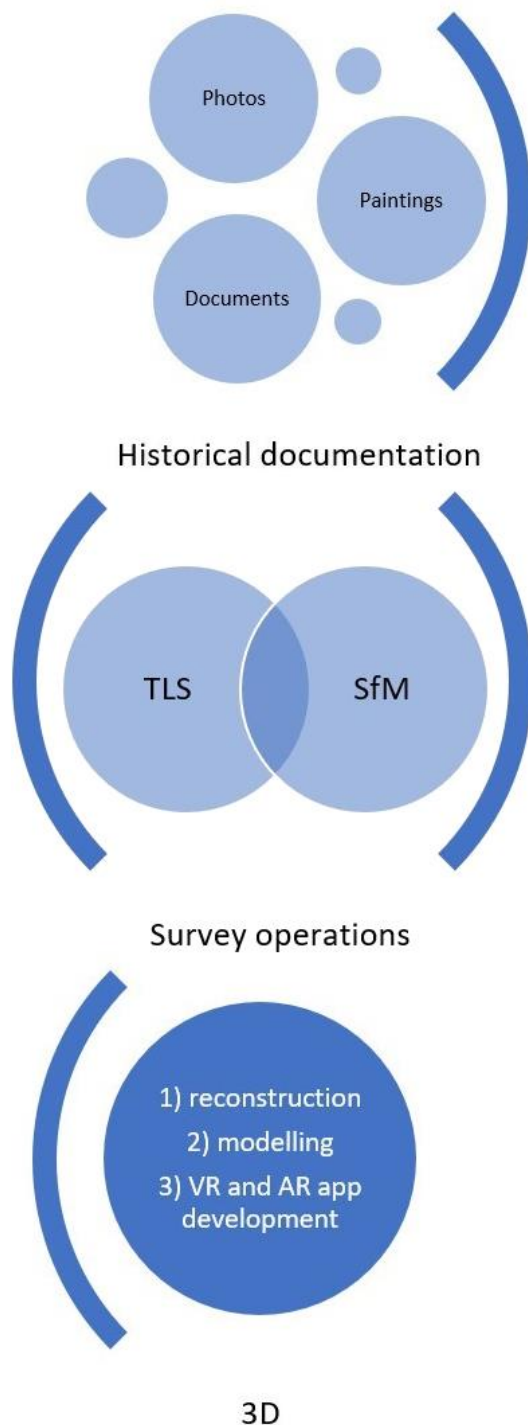 Photos
Paintings
Documents
Historical documentation
TLS
SfM
Survey operations
1) reconstruction
2) modelling
3) VR and AR app
development
3D